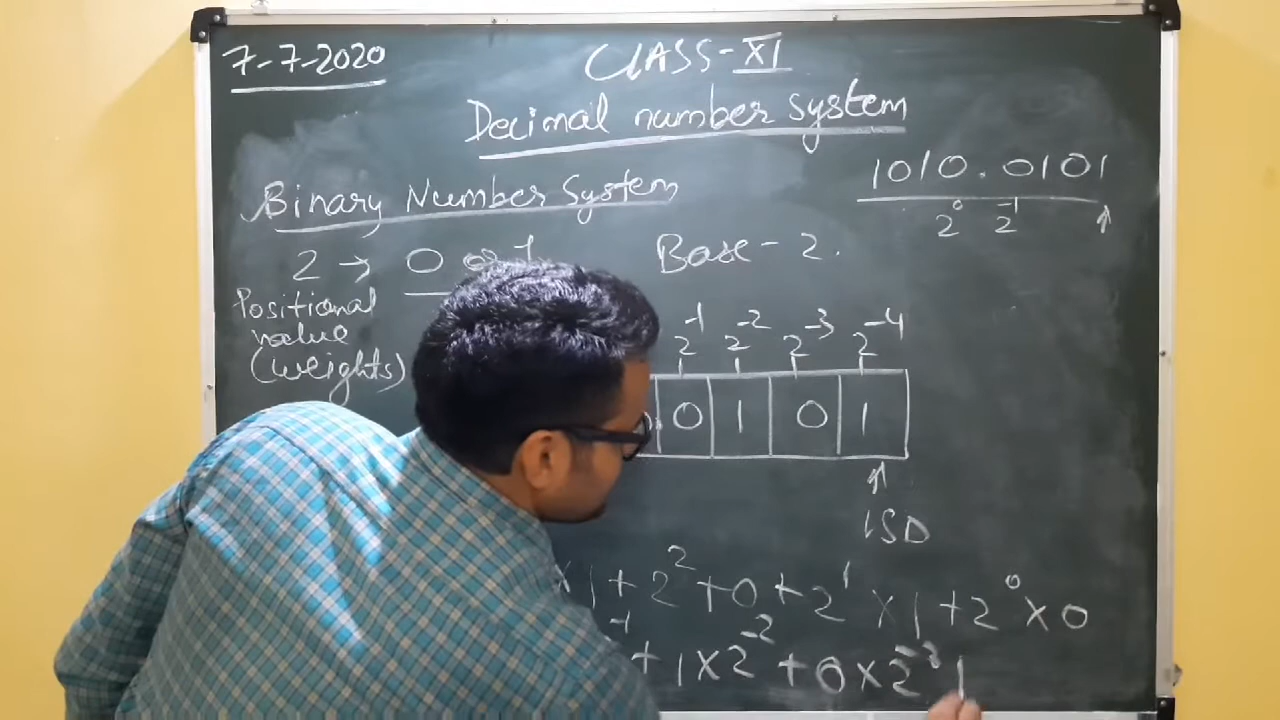 7-7-2020
CLASS-XI
Decimal number system
Binary Number System
1010.0101
2⁰ 2⁻¹ ↑
2 → 0 or 1
Base - 2.
Positional
value
(weights)
2⁻¹ 2⁻² 2⁻³ 2⁻⁴
0 1 0 1
↑
LSD
×1 + 2² + 0 + 2¹ ×1 + 2⁰ × 0
⁻¹ + 1×2⁻² + 0×2⁻³